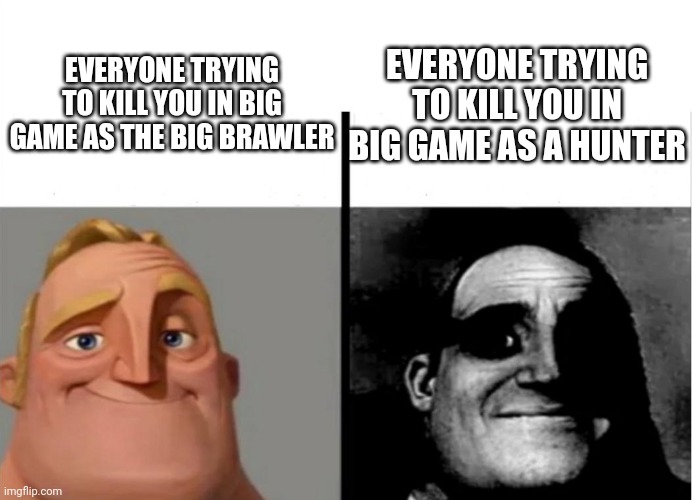 EVERYONE TRYING
TO KILL YOU IN BIG
GAME AS THE BIG BRAWLER
EVERYONE TRYING
TO KILL YOU IN
BIG GAME AS A HUNTER
imgflip.com